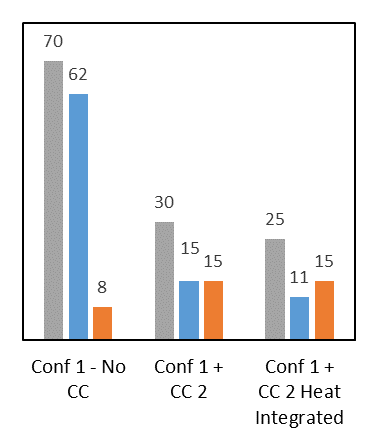 70
62
8
30
15
15
25
11
15
Conf 1 - No
CC
Conf 1 +
CC 2
Conf 1 +
CC 2 Heat
Integrated